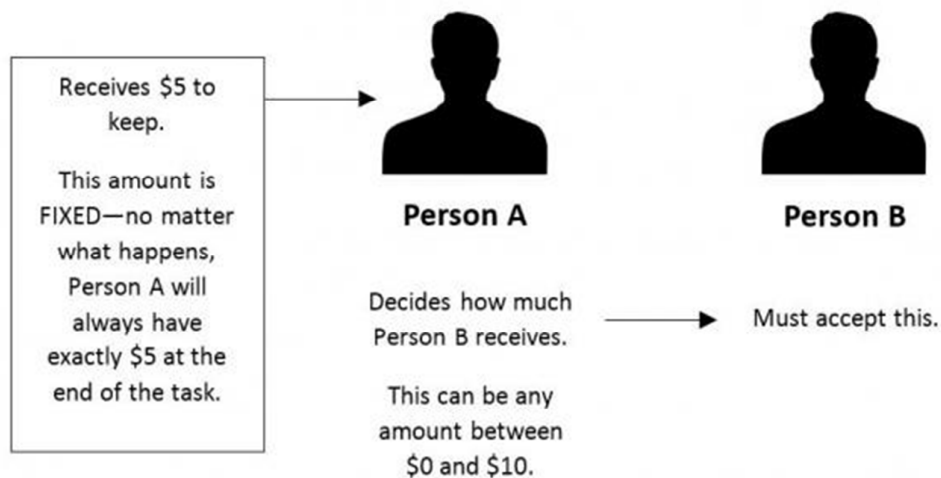 Receives $5 to
keep.
This amount is
FIXED—no matter
what happens,
Person A will
always have
exactly $5 at the
end of the task.
Person A
Decides how much
Person B receives.
This can be any
amount between
$0 and $10.
Person B
Must accept this.